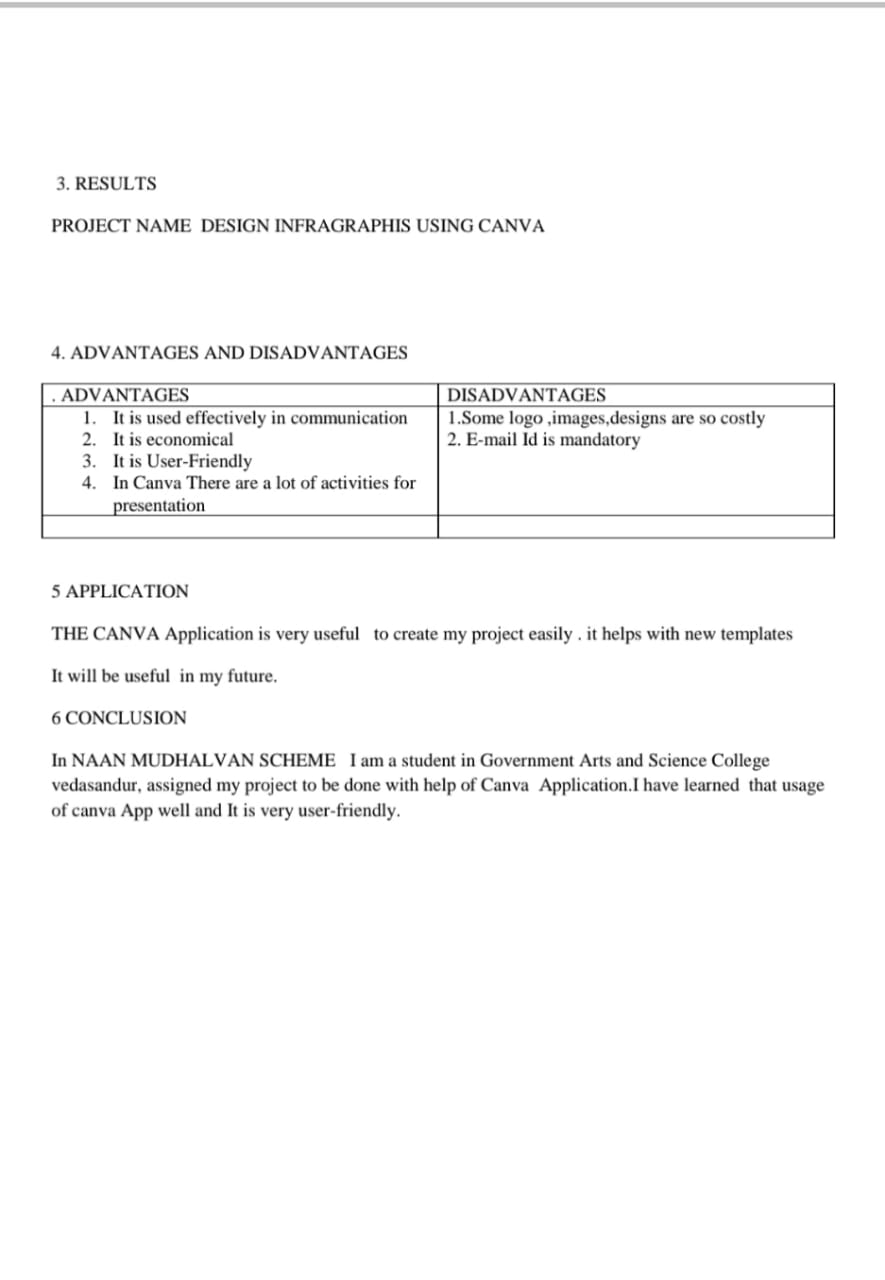 3. RESULTS
PROJECT NAME  DESIGN INFRAGRAPHIS USING CANVA
4. ADVANTAGES AND DISADVANTAGES
. ADVANTAGES
1. It is used effectively in communication
2. It is economical
3. It is User-Friendly
4. In Canva There are a lot of activities for
presentation
DISADVANTAGES
1.Some logo ,images,designs are so costly
2. E-mail Id is mandatory
5 APPLICATION
THE CANVA Application is very useful  to create my project easily . it helps with new templates
It will be useful  in my future.
6 CONCLUSION
In NAAN MUDHALVAN SCHEME  I am a student in Government Arts and Science College
vedasandur, assigned my project to be done with help of Canva  Application.I have learned  that usage
of canva App well and It is very user-friendly.